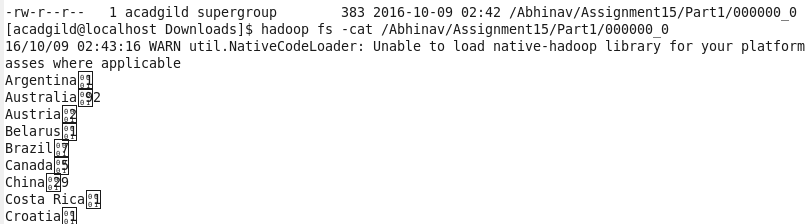 -rw-r--r--   1 acadgild supergroup        383 2016-10-09 02:42 /Abhinav/Assignment15/Part1/000000_0
[acadgild@localhost Downloads]$ hadoop fs -cat /Abhinav/Assignment15/Part1/000000_0
16/10/09 02:43:16 WARN util.NativeCodeLoader: Unable to load native-hadoop library for your platform
asses where applicable
Argentina1
Australia92
Austria2
Belarus1
Brazil7
Canada5
China29
Costa Rica1
Croatia1